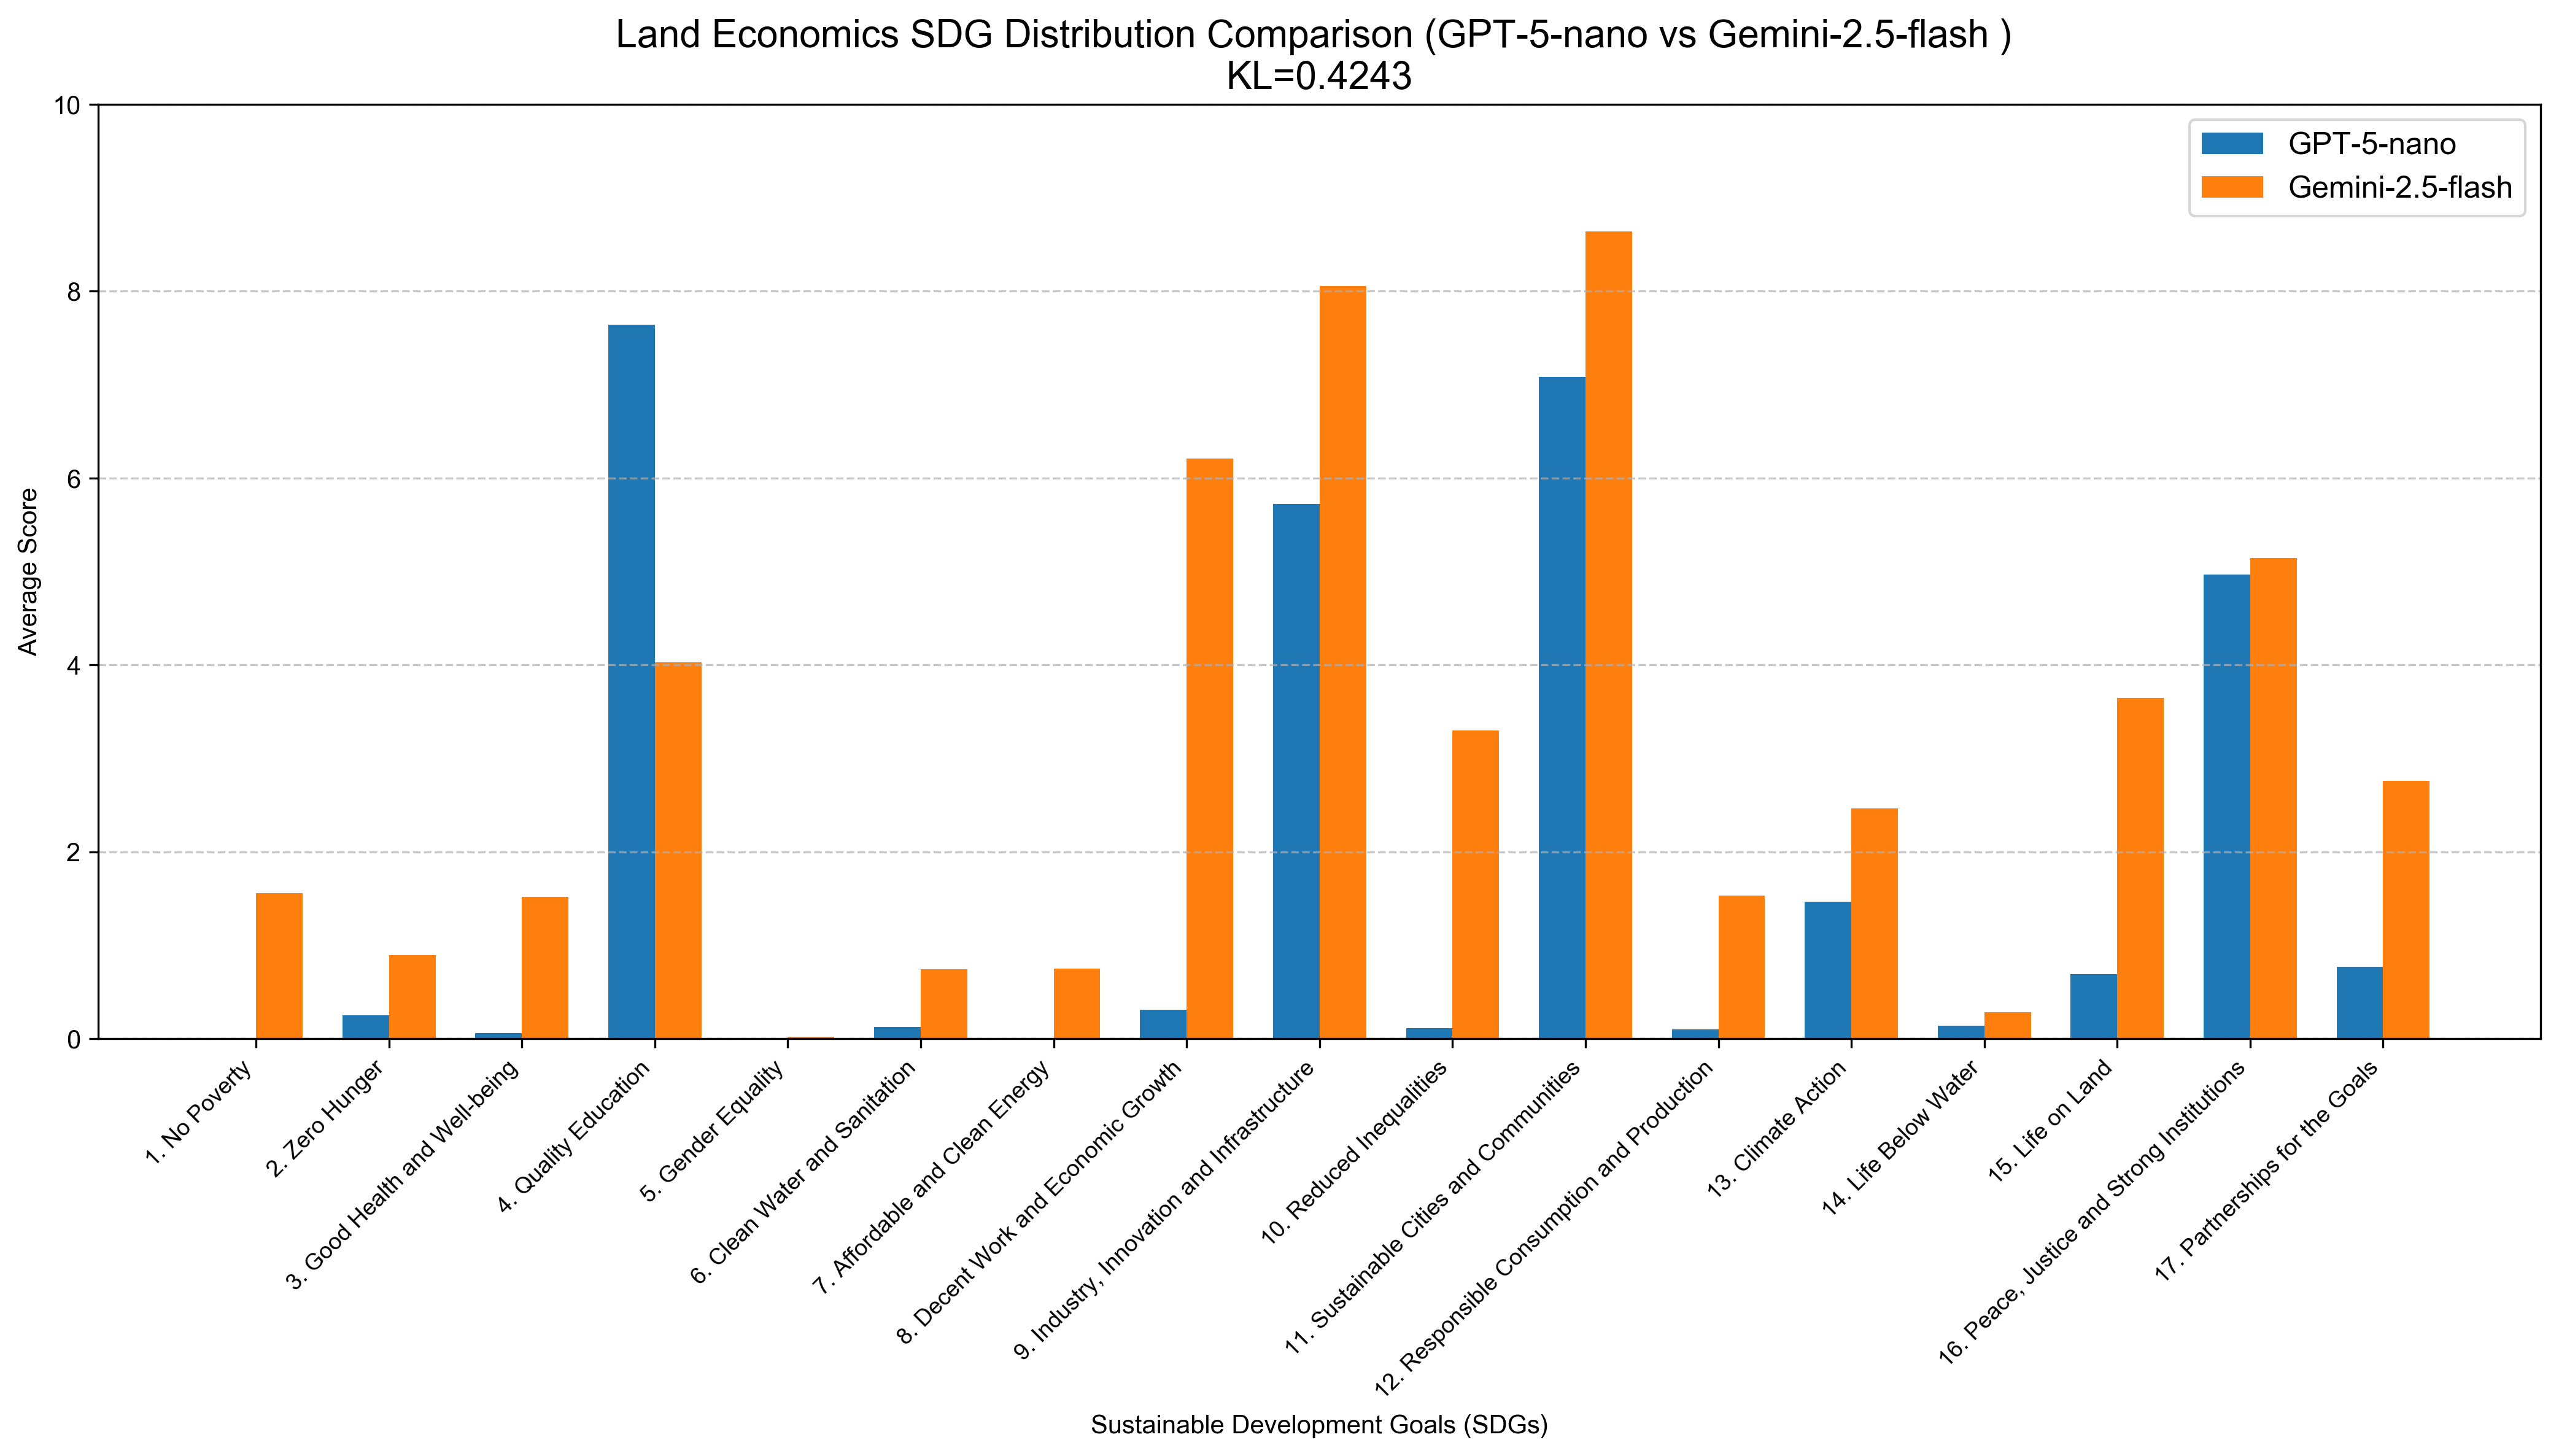 Land Economics SDG Distribution Comparison (GPT-5-nano vs Gemini-2.5-flash )
KL=0.4243
GPT-5-nano
Gemini-2.5-flash
Average Score
10
8
6
4
2
0
1. No Poverty
2. Zero Hunger
3. Good Health and Well-being
4. Quality Education
5. Gender Equality
6. Clean Water and Sanitation
7. Affordable and Clean Energy
8. Decent Work and Economic Growth
9. Industry, Innovation and Infrastructure
10. Reduced Inequalities
11. Sustainable Cities and Communities
12. Responsible Consumption and Production
13. Climate Action
14. Life Below Water
15. Life on Land
16. Peace, Justice and Strong Institutions
17. Partnerships for the Goals
Sustainable Development Goals (SDGs)